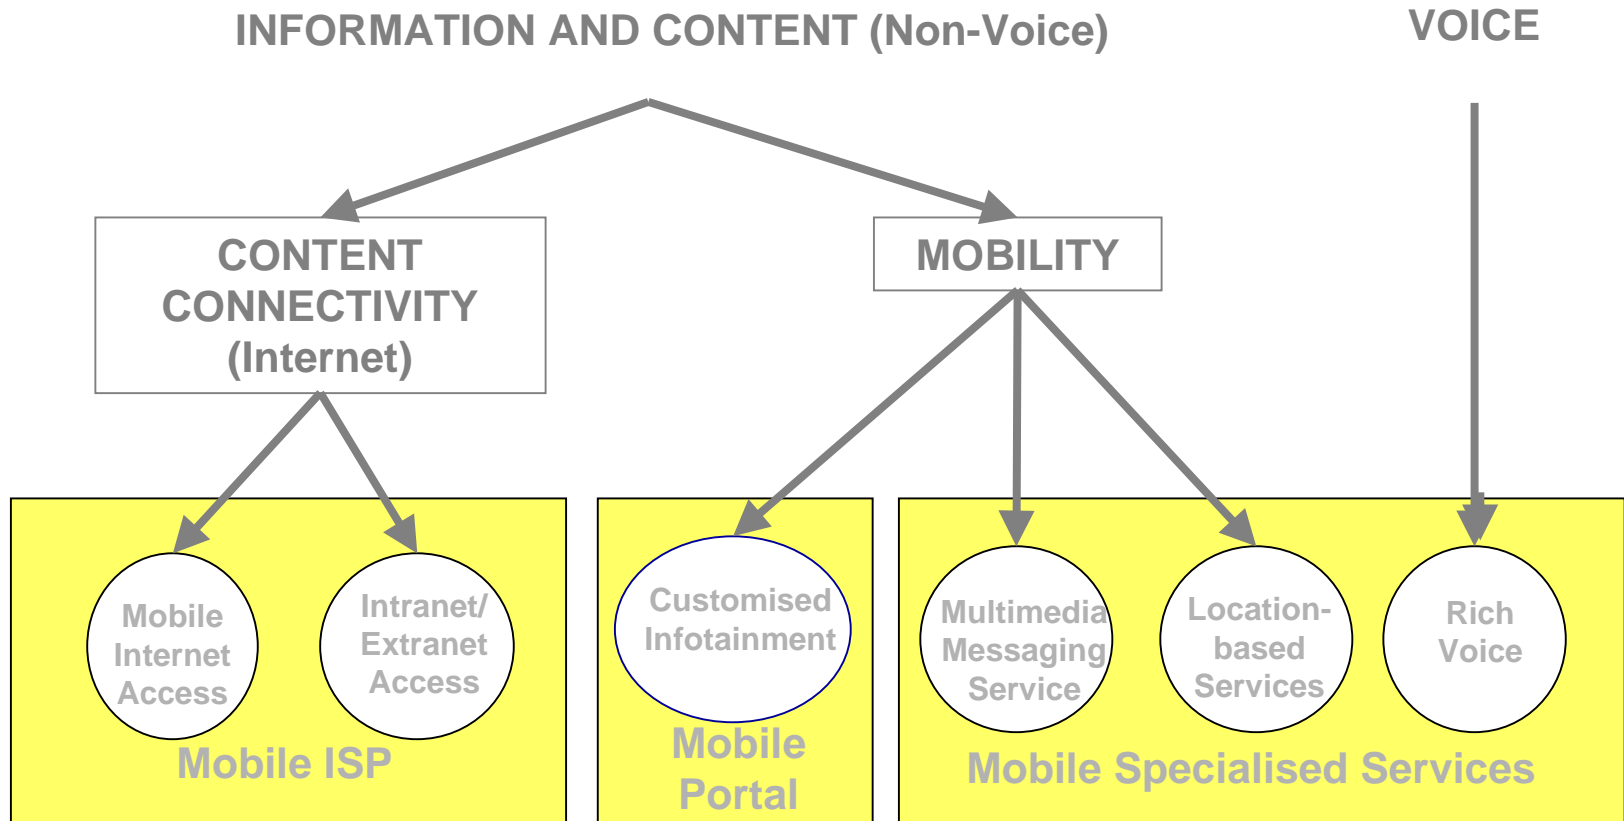 INFORMATION AND CONTENT (Non-Voice)
VOICE
CONTENT
CONNECTIVITY
(Internet)
MOBILITY
Mobile
Internet
Access
Intranet/
Extranet
Access
Mobile ISP
Customised
Infotainment
Mobile
Portal
Multimedia
Messaging
Service
Location-
based
Services
Rich
Voice
Mobile Specialised Services